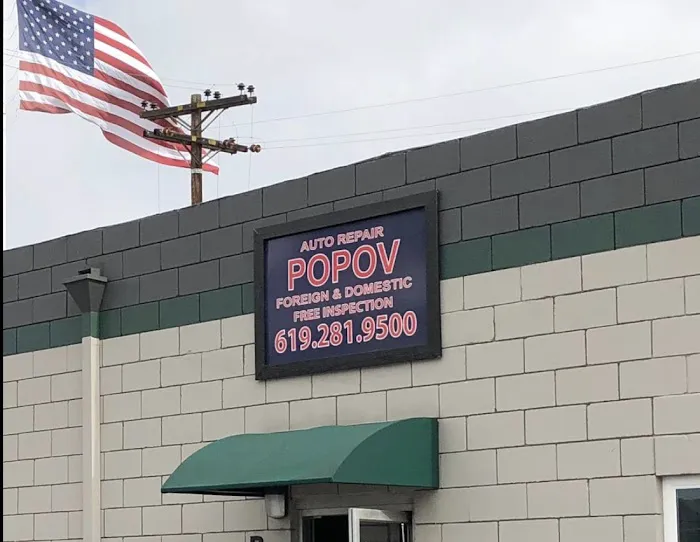 AUTO REPAIR
POPOV
FOREIGN & DOMESTIC
FREE INSPECTION
619.281.9500